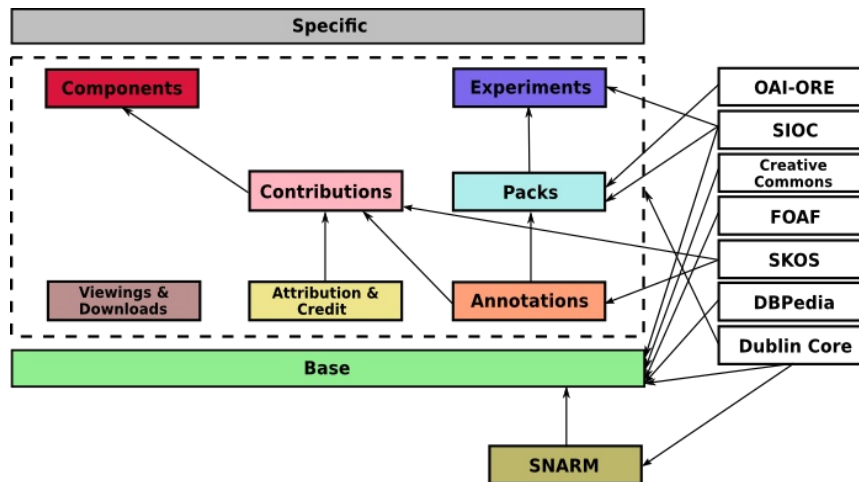 Specific
Components
Experiments
OAI-ORE
SIOC
Creative
Commons
Contributions
Packs
FOAF
SKOS
Viewings &
Downloads
Attribution &
Credit
Annotations
DBPedia
Dublin Core
Base
SNARM